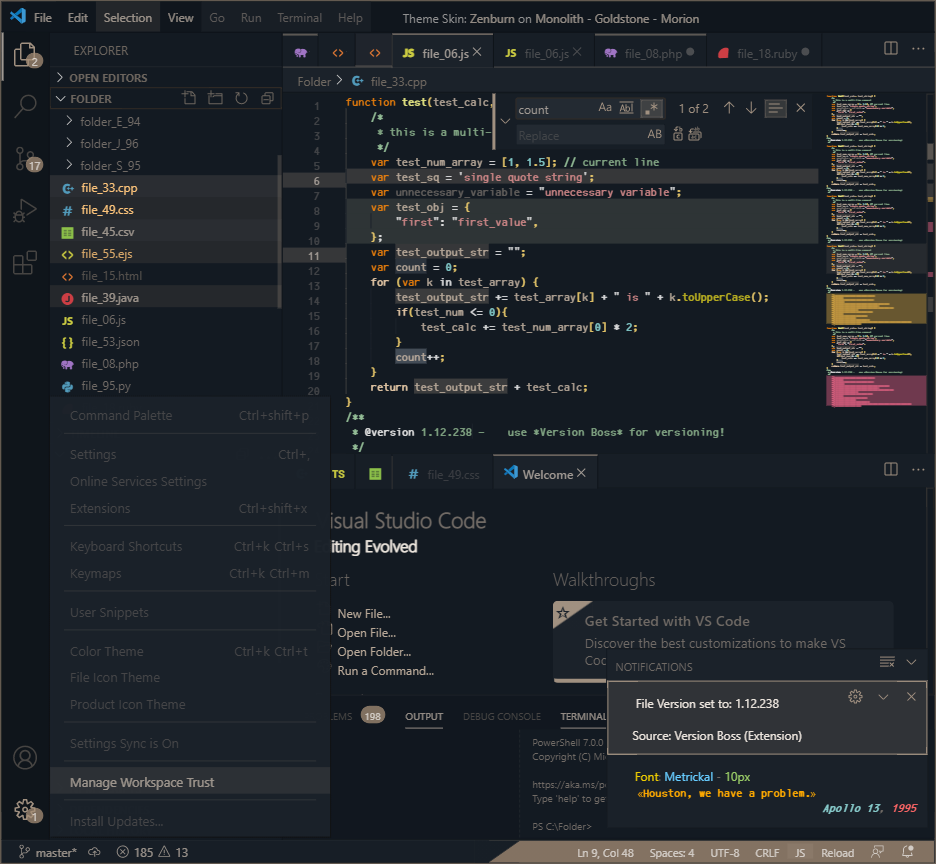 File Edit Selection View Go Run Terminal Help
Theme Skin: Zenburn on Monolith - Goldstone - Morion
2
EXPLORER
file_06.js
file_06.js
file_08.php
file_18.ruby
OPEN EDITORS
Folder > file_33.cpp
FOLDER
folder_E_94
folder_J_96
folder_S_95
file_33.cpp
file_49.css
file_45.csv
file_55.ejs
file_15.html
file_39.java
file_06.js
file_53.json
file_08.php
file_95.py
17
count
Aa Abl .*
1 of 2
Replace
AB
1 function test(test_calc,
2 /*
3 * this is a multi-
4 */
5 var test_num_array = [1, 1.5]; // current line
6 var test_sq = 'single quote string';
7 var unnecessary_variable = "unnecessary variable";
8 var test_obj = {
9 "first": "first_value",
10 };
11 var test_output_str = "";
12 var count = 0;
13 for (var k in test_array) {
14 test_output_str += test_array[k] + " is " + k.toUpperCase();
15 if(test_num <= 0){
16 test_calc += test_num_array[0] * 2;
17 }
18 count++;
19 }
20 return test_output_str + test_calc;
}
/**
* @version 1.12.238 - use *Version Boss* for versioning!
*/
Command Palette Ctrl+shift+p
Settings Ctrl+,
Online Services Settings
Extensions Ctrl+shift+x
Keyboard Shortcuts Ctrl+k Ctrl+s
Keymaps Ctrl+k Ctrl+m
User Snippets
Color Theme Ctrl+k Ctrl+t
File Icon Theme
Product Icon Theme
Settings Sync is On
Manage Workspace Trust
Install Updates...
1
TS
file_49.css
Welcome
isual Studio Code
iting Evolved
art
New File...
Open File...
Open Folder...
Run a Command...
Walkthroughs
Get Started with VS Code
Discover the best customizations to make VS
Coc
LEMS 198 OUTPUT DEBUG CONSOLE TERMINAL
PowerShell 7.0.0
Copyright (C) Mi
https://aka.ms/p
Type 'help' to ge
PS C:\Folder>
NOTIFICATIONS
File Version set to: 1.12.238
Source: Version Boss (Extension)
Font: Metrickal - 10px
«Houston, we have a problem.»
Apollo 13, 1995
master* 185 13
Ln 9, Col 48 Spaces: 4 UTF-8 CRLF JS Reload